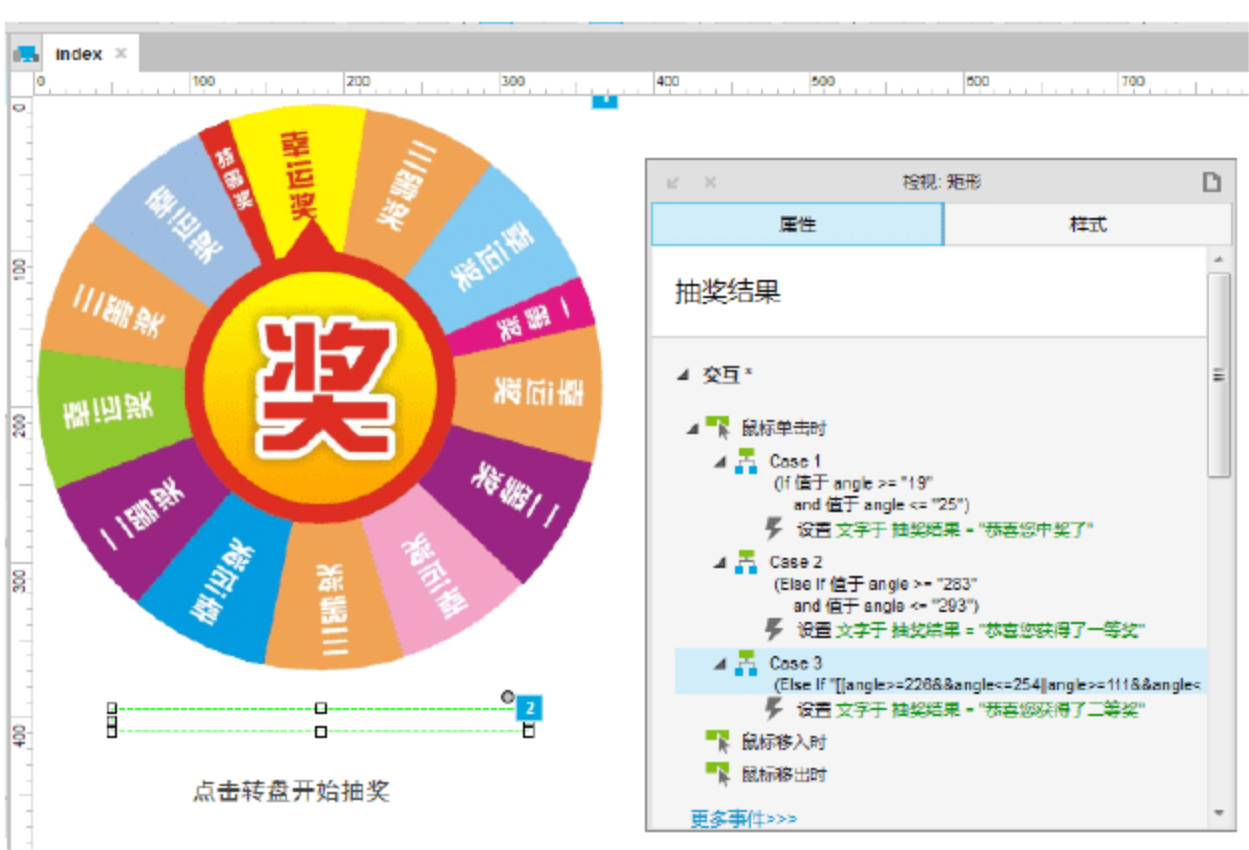 index
0 100 200 300 400 500 600 700
0
100
200
300
400
特等奖
幸运奖
三等奖
幸运奖
一等奖
幸运奖
二等奖
幸运奖
三等奖
幸运奖
二等奖
幸运奖
三等奖
幸运奖
奖
2
点击转盘开始抽奖
检视: 矩形
属性 样式
抽奖结果
交互 *
鼠标单击时
Case 1
(If 值于 angle >= "19"
and 值于 angle <= "25")
设置 文字于 抽奖结果 = "恭喜您中奖了"
Case 2
(Else If 值于 angle >= "283"
and 值于 angle <= "293")
设置 文字于 抽奖结果 = "恭喜您获得了一等奖"
Case 3
(Else If "[[angle>=226&&angle<=254||angle>=111&&angle<
设置 文字于 抽奖结果 = "恭喜您获得了二等奖"
鼠标移入时
鼠标移出时
更多事件>>>